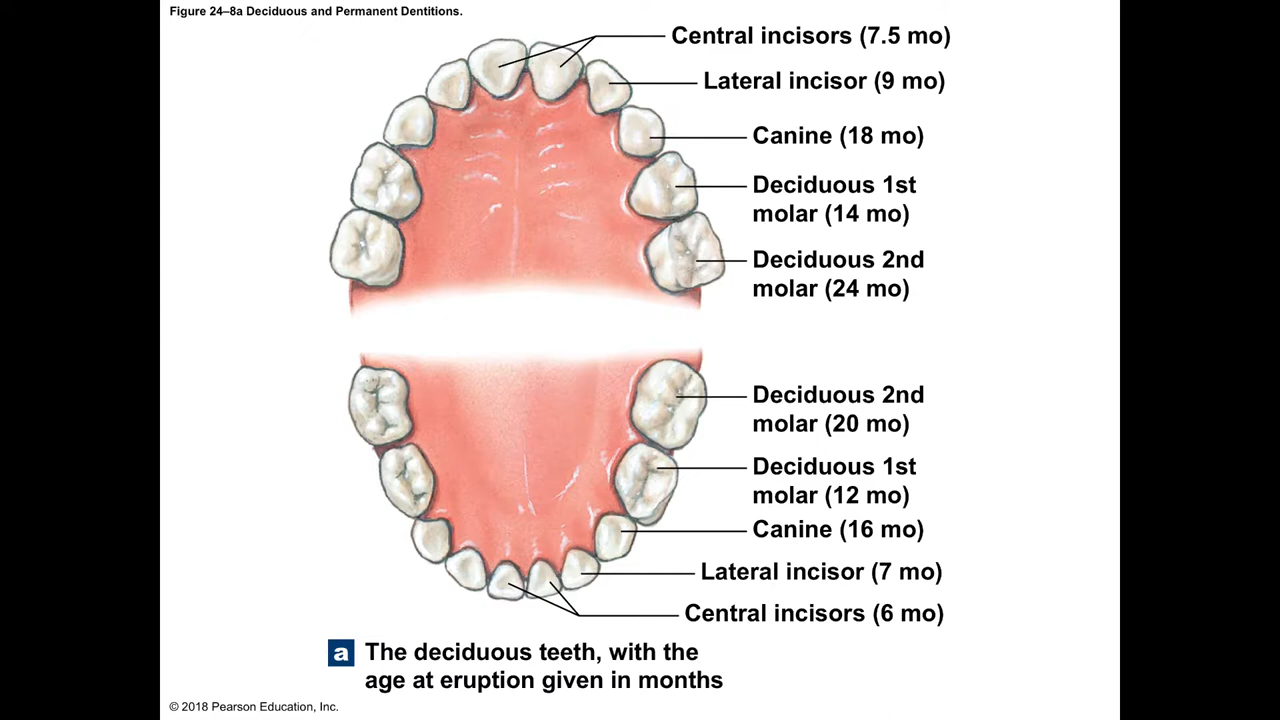 Figure 24–8a Deciduous and Permanent Dentitions.
Central incisors (7.5 mo)
Lateral incisor (9 mo)
Canine (18 mo)
Deciduous 1st
molar (14 mo)
Deciduous 2nd
molar (24 mo)
Deciduous 2nd
molar (20 mo)
Deciduous 1st
molar (12 mo)
Canine (16 mo)
Lateral incisor (7 mo)
Central incisors (6 mo)
a The deciduous teeth, with the
age at eruption given in months
© 2018 Pearson Education, Inc.